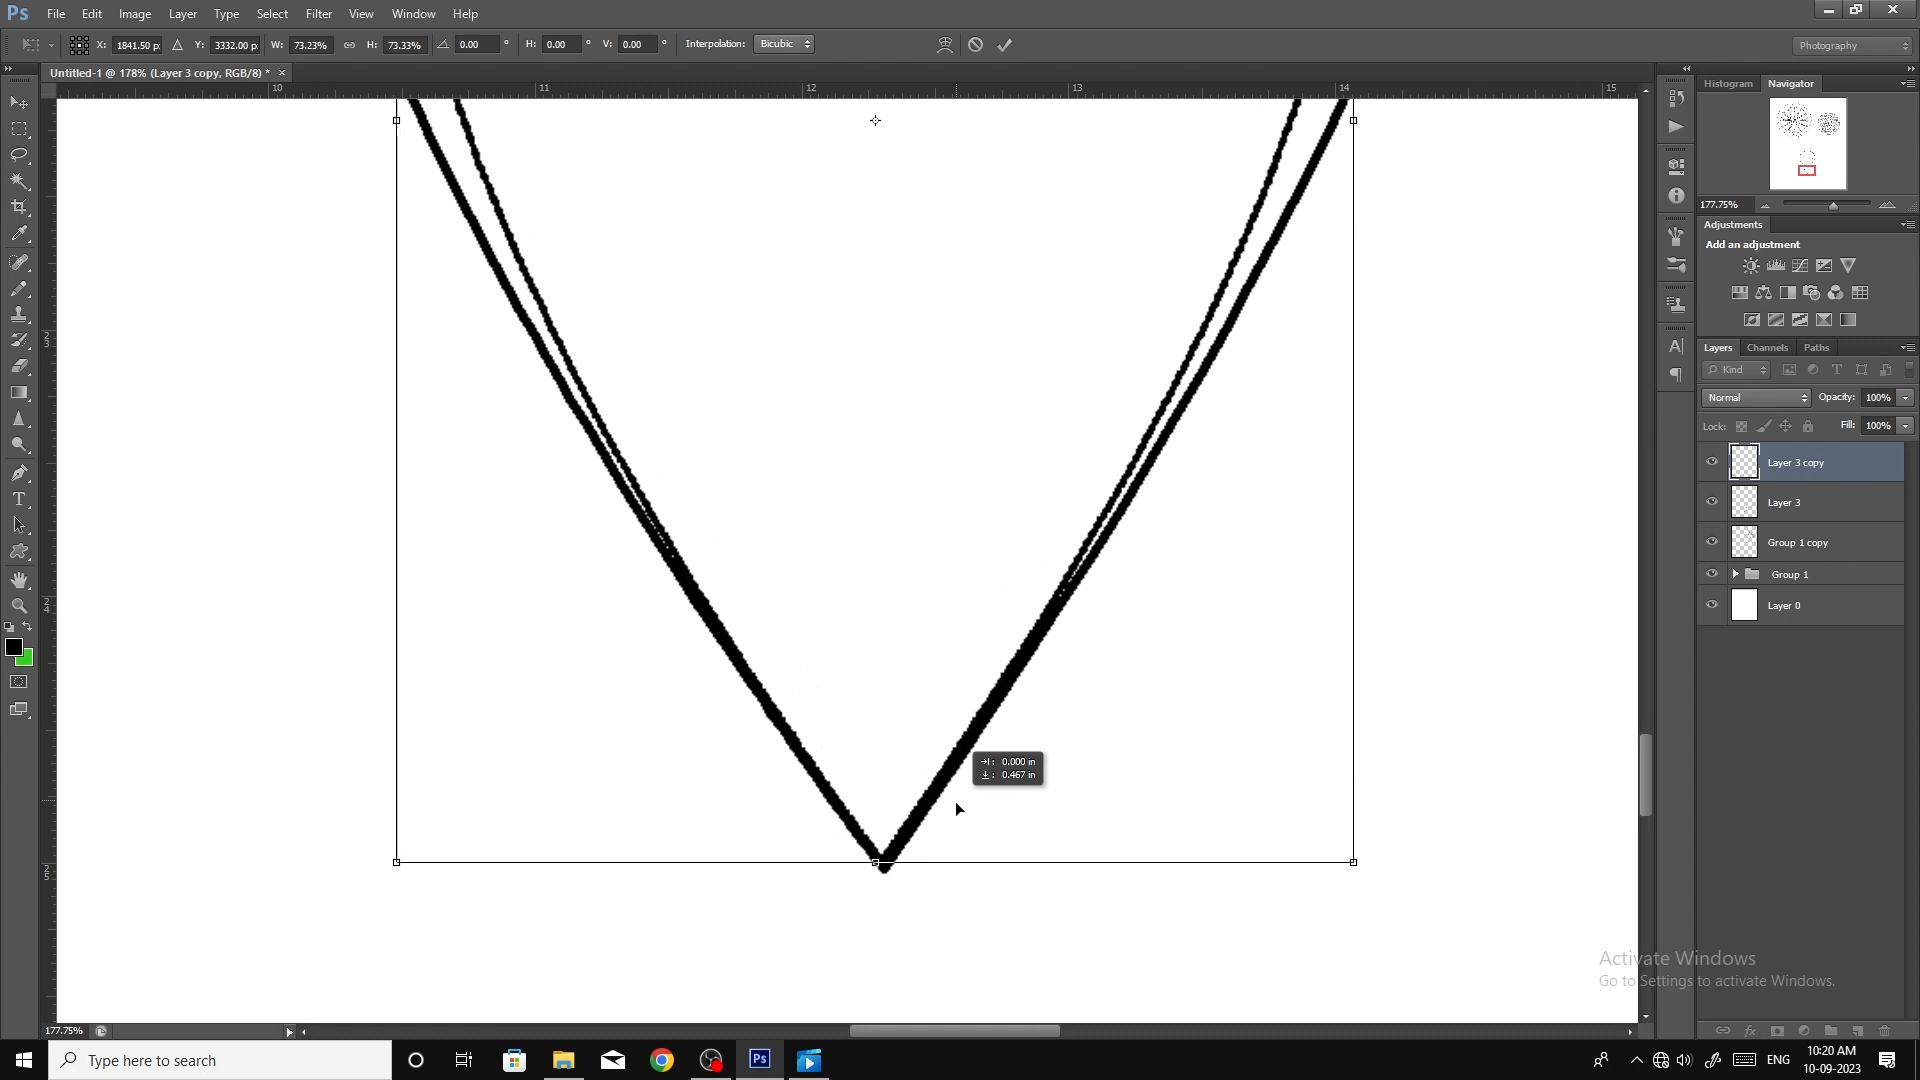 Ps File Edit Image Layer Type Select Filter View Window Help
X: 1841.50 p: Y: 3332.00 p: W: 73.23% H: 73.33% 0.00 ° H: 0.00 ° V: 0.00 ° Interpolation: Bicubic Photography
Untitled-1 @ 178% (Layer 3 copy, RGB/8) * ×
10 11 12 13 14 15
23
24
25
Histogram Navigator
177.75%
Adjustments
Add an adjustment
Layers Channels Paths
Kind
Normal Opacity: 100%
Lock: Fill: 100%
Layer 3 copy
Layer 3
Group 1 copy
Group 1
Layer 0
: 0.000 in
: 0.467 in
Activate Windows
Go to Settings to activate Windows.
177.75%
Type here to search
Ps
ENG
10:20 AM
10-09-2023